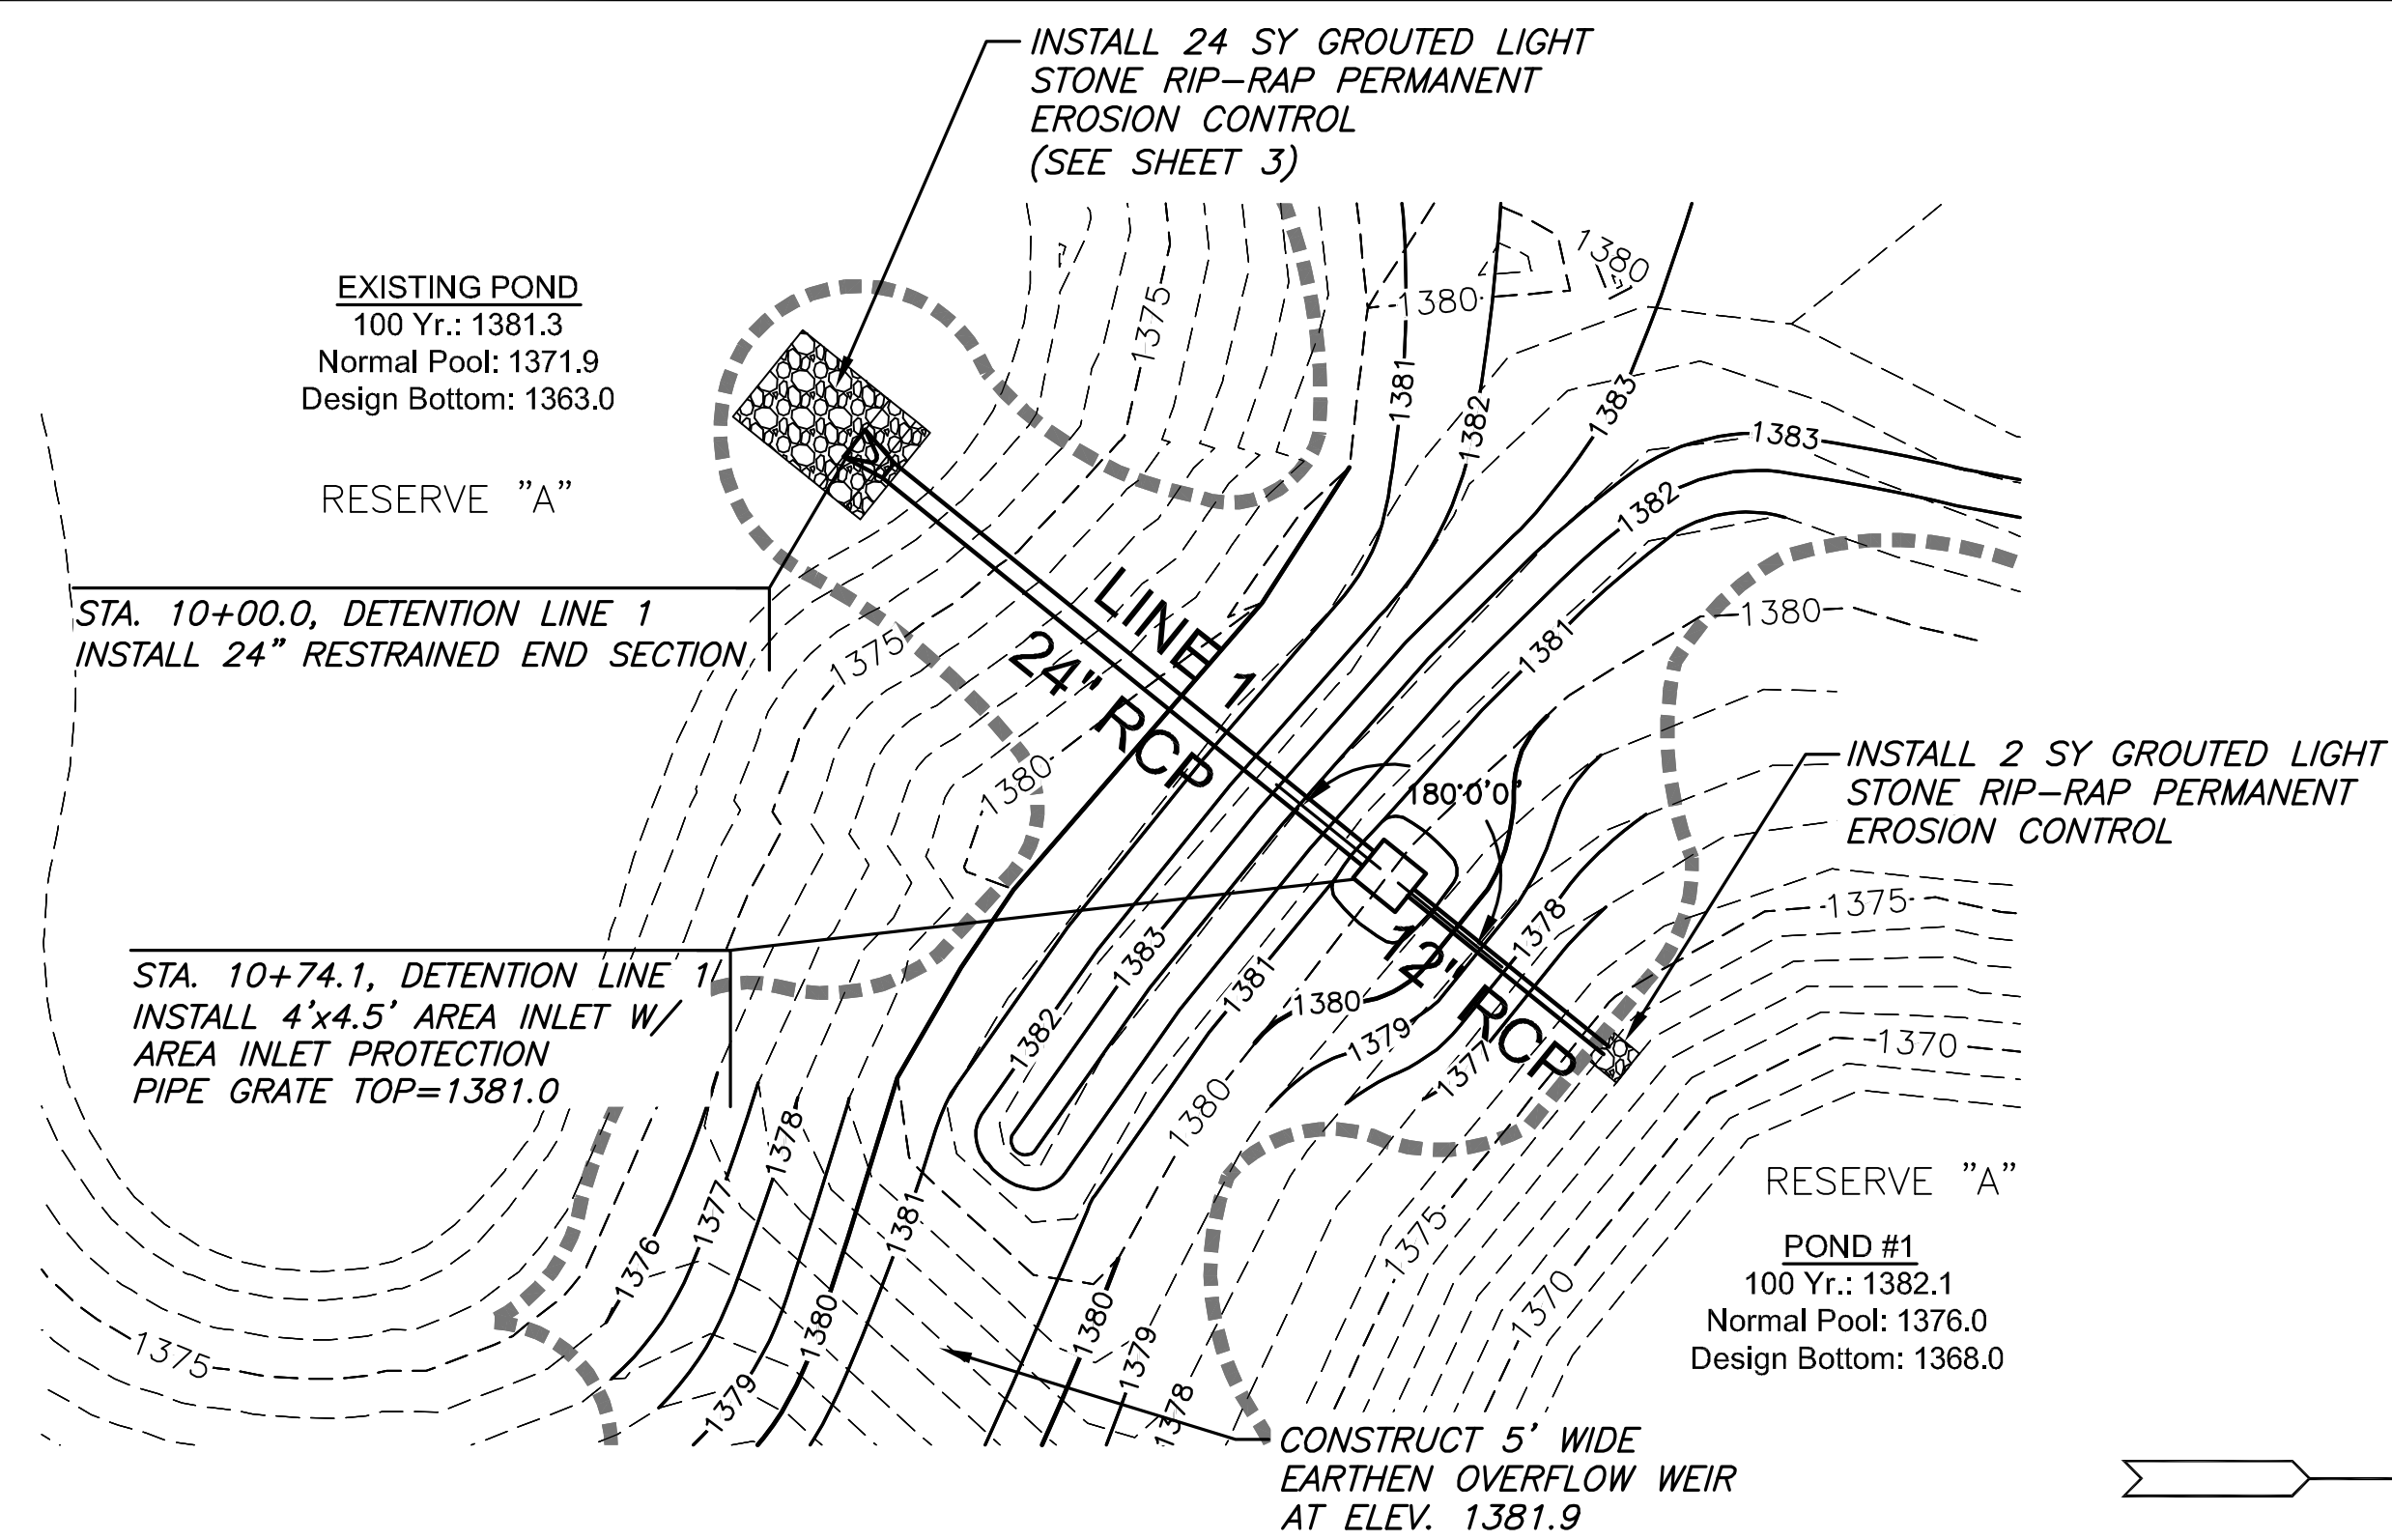 INSTALL 24 SY GROUTED LIGHT
STONE RIP-RAP PERMANENT
EROSION CONTROL
(SEE SHEET 3)
EXISTING POND
100 Yr.: 1381.3
Normal Pool: 1371.9
Design Bottom: 1363.0
RESERVE "A"
STA. 10+00.0, DETENTION LINE 1
INSTALL 24" RESTRAINED END SECTION
STA. 10+74.1, DETENTION LINE 1
INSTALL 4'x4.5' AREA INLET W/
AREA INLET PROTECTION
PIPE GRATE TOP=1381.0
1375
1380
1380
1381
1382
1383
1383
1382
1381
1380
LINE 1
24" RCP
1375
1380
180°0'0"
INSTALL 2 SY GROUTED LIGHT
STONE RIP-RAP PERMANENT
EROSION CONTROL
12" RCP
1378
1375
1370
1383
1382
1381
1380
1379
1377
1380
1378
1377
1376
1381
1380
1379
1375
1380
1379
1378
1375
1370
RESERVE "A"
POND #1
100 Yr.: 1382.1
Normal Pool: 1376.0
Design Bottom: 1368.0
CONSTRUCT 5' WIDE
EARTHEN OVERFLOW WEIR
AT ELEV. 1381.9